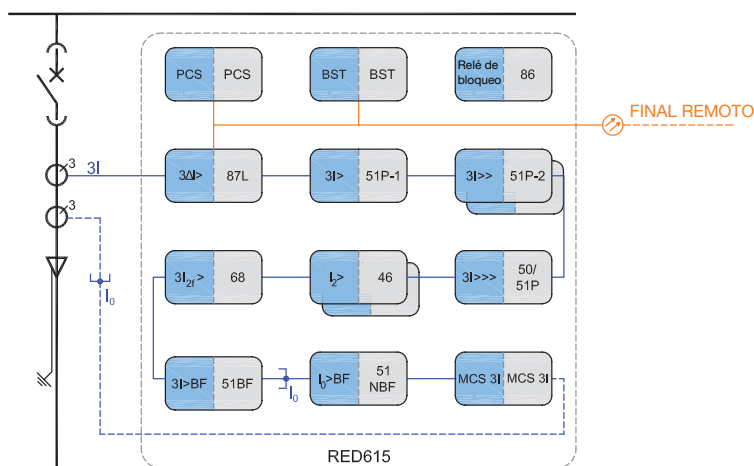 PCS PCS
BST BST
Relé de
bloqueo
86
FINAL REMOTO
3
3I
3ΔI> 87L
3I> 51P-1
3I>> 51P-2
3
3I2f > 68
I2> 46
3I>>> 50/
51P
I0
3I>BF 51BF
I0
I0>BF 51
NBF
MCS 3I MCS 3I
RED615